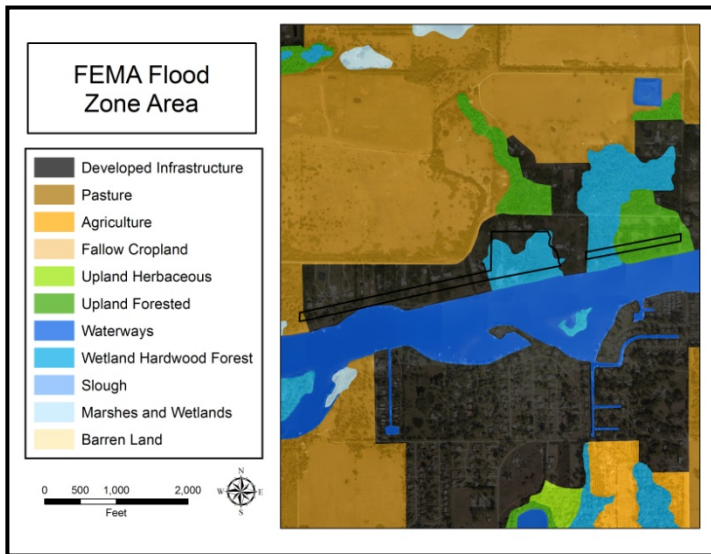 FEMA Flood
Zone Area
Developed Infrastructure
Pasture
Agriculture
Fallow Cropland
Upland Herbaceous
Upland Forested
Waterways
Wetland Hardwood Forest
Slough
Marshes and Wetlands
Barren Land
0 500 1,000 2,000
Feet
N
W E
S